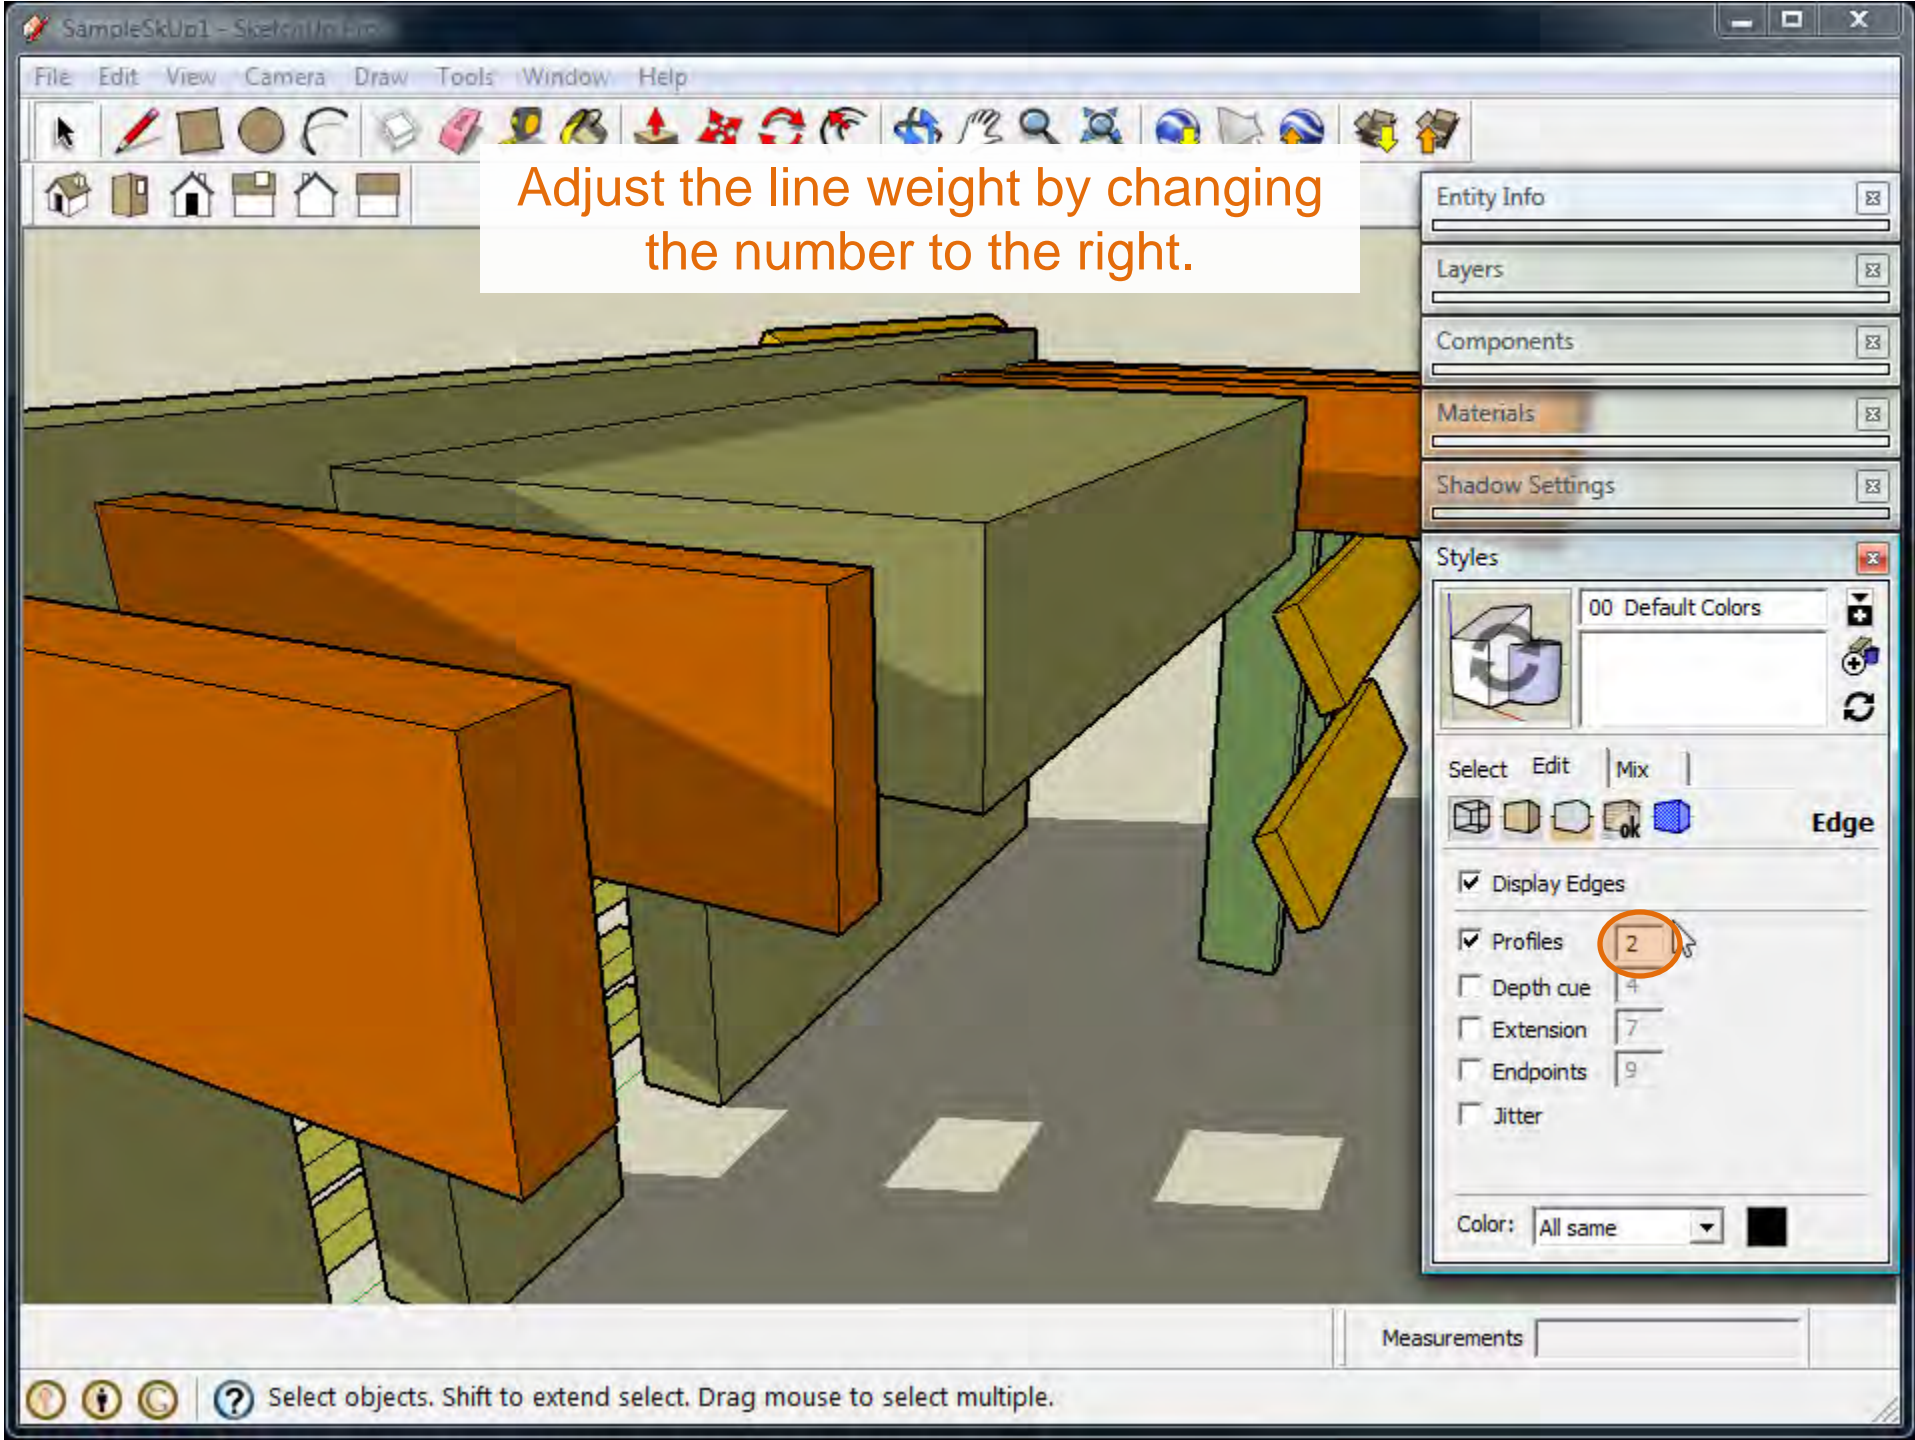 SampleSkUp1 - SketchUp Pro
File Edit View Camera Draw Tools Window Help
Adjust the line weight by changing
the number to the right.
Entity Info
Layers
Components
Materials
Shadow Settings
Styles
00 Default Colors
Select Edit Mix
ok
Edge
Display Edges
Profiles 2
Depth cue 4
Extension 7
Endpoints 9
Jitter
Color: All same
Measurements
Select objects. Shift to extend select. Drag mouse to select multiple.